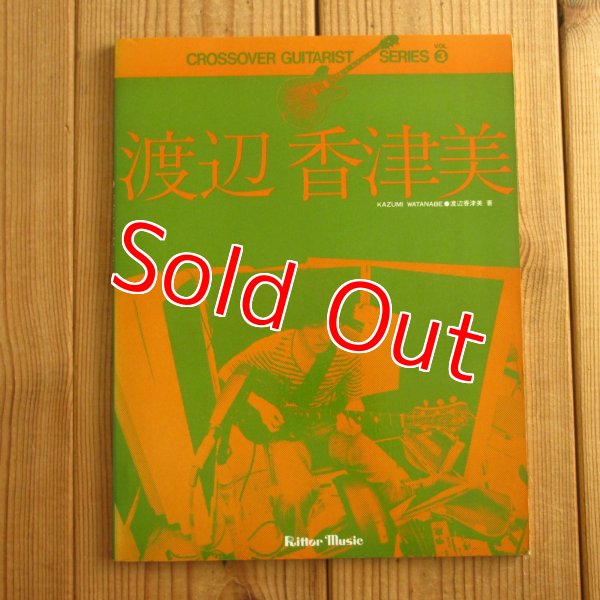 CROSSOVER GUITARIST SERIES VOL 3
渡辺 香津美
KAZUMI WATANABE●渡辺香津美 著
Sold Out
Rittor Music